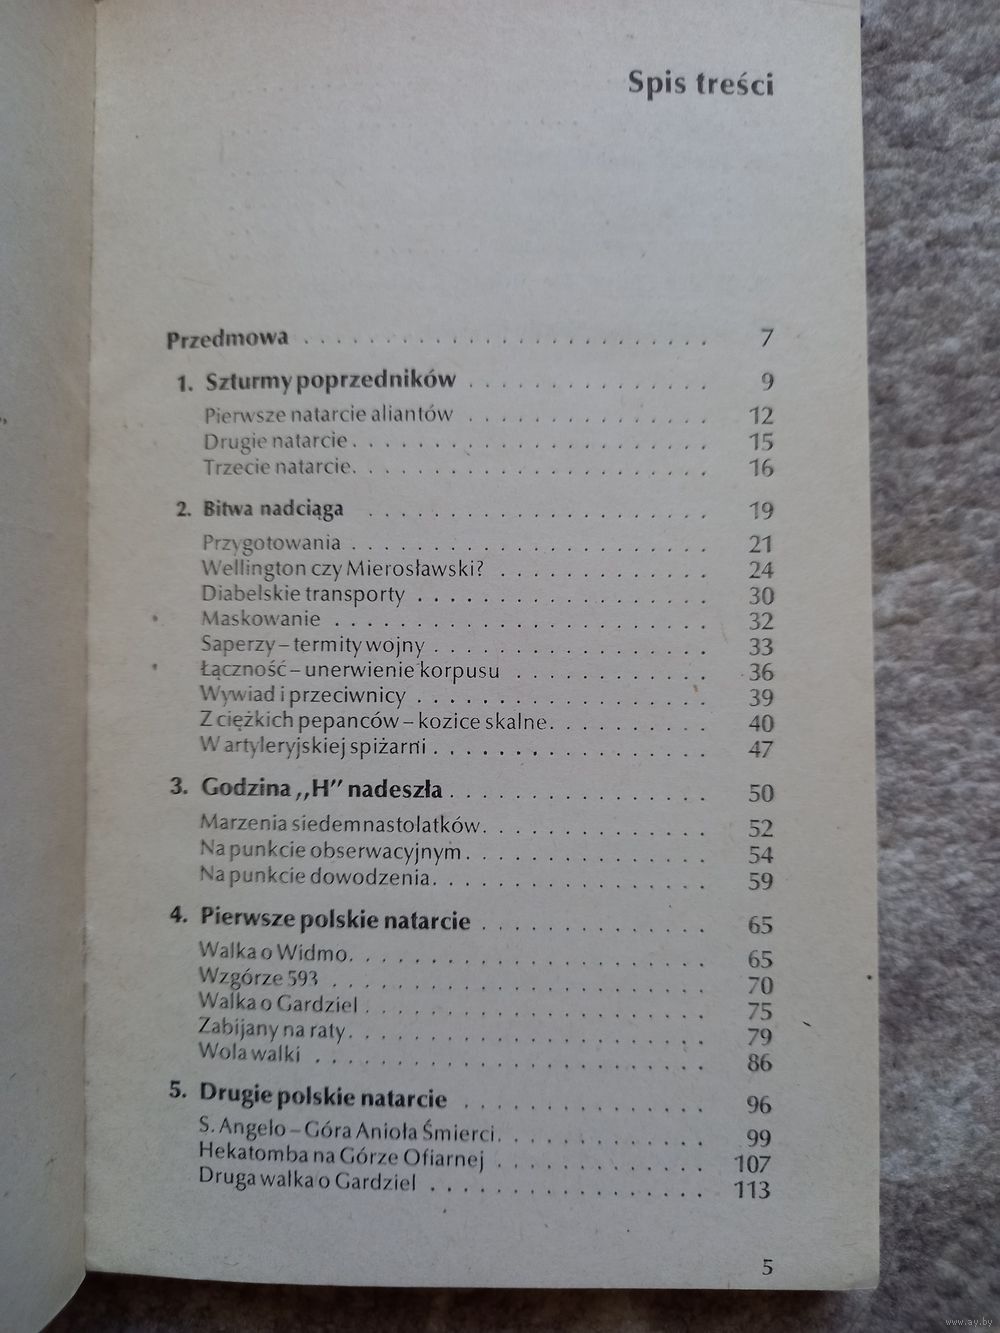 Spis treści
Przedmowa . . . . . . . . . . . . . . . . . . . . . . 7
1. Szturmy poprzedników . . . . . . . . . . . . . . 9
Pierwsze natarcie aliantów . . . . . . . . . . . . . . 12
Drugie natarcie . . . . . . . . . . . . . . . . . . . . 15
Trzecie natarcie . . . . . . . . . . . . . . . . . . . . 16
2. Bitwa nadciąga . . . . . . . . . . . . . . . . . . . 19
Przygotowania . . . . . . . . . . . . . . . . . . . . 21
Wellington czy Mierosławski? . . . . . . . . . . . . 24
Diabelskie transporty . . . . . . . . . . . . . . . . . 30
Maskowanie . . . . . . . . . . . . . . . . . . . . . 32
Saperzy – termity wojny . . . . . . . . . . . . . . . 33
Łączność – unerwienie korpusu . . . . . . . . . . . 36
Wywiad i przeciwnicy . . . . . . . . . . . . . . . . 39
Z ciężkich pepanców – kozice skalne . . . . . . . . . 40
W artyleryjskiej spiżarni . . . . . . . . . . . . . . . 47
3. Godzina ,,H" nadeszła . . . . . . . . . . . . . . . 50
Marzenia siedemnastolatków . . . . . . . . . . . . . 52
Na punkcie obserwacyjnym . . . . . . . . . . . . . . 54
Na punkcie dowodzenia . . . . . . . . . . . . . . . . 59
4. Pierwsze polskie natarcie . . . . . . . . . . . . . 65
Walka o Widmo . . . . . . . . . . . . . . . . . . . . 65
Wzgórze 593 . . . . . . . . . . . . . . . . . . . . . 70
Walka o Gardziel . . . . . . . . . . . . . . . . . . . 75
Zabijany na raty . . . . . . . . . . . . . . . . . . . . 79
Wola walki . . . . . . . . . . . . . . . . . . . . . . 86
5. Drugie polskie natarcie . . . . . . . . . . . . . . 96
S. Angelo – Góra Anioła Śmierci . . . . . . . . . . . 99
Hekatomba na Górze Ofiarnej . . . . . . . . . . . . 107
Druga walka o Gardziel . . . . . . . . . . . . . . . . 113
5
www.ay.by